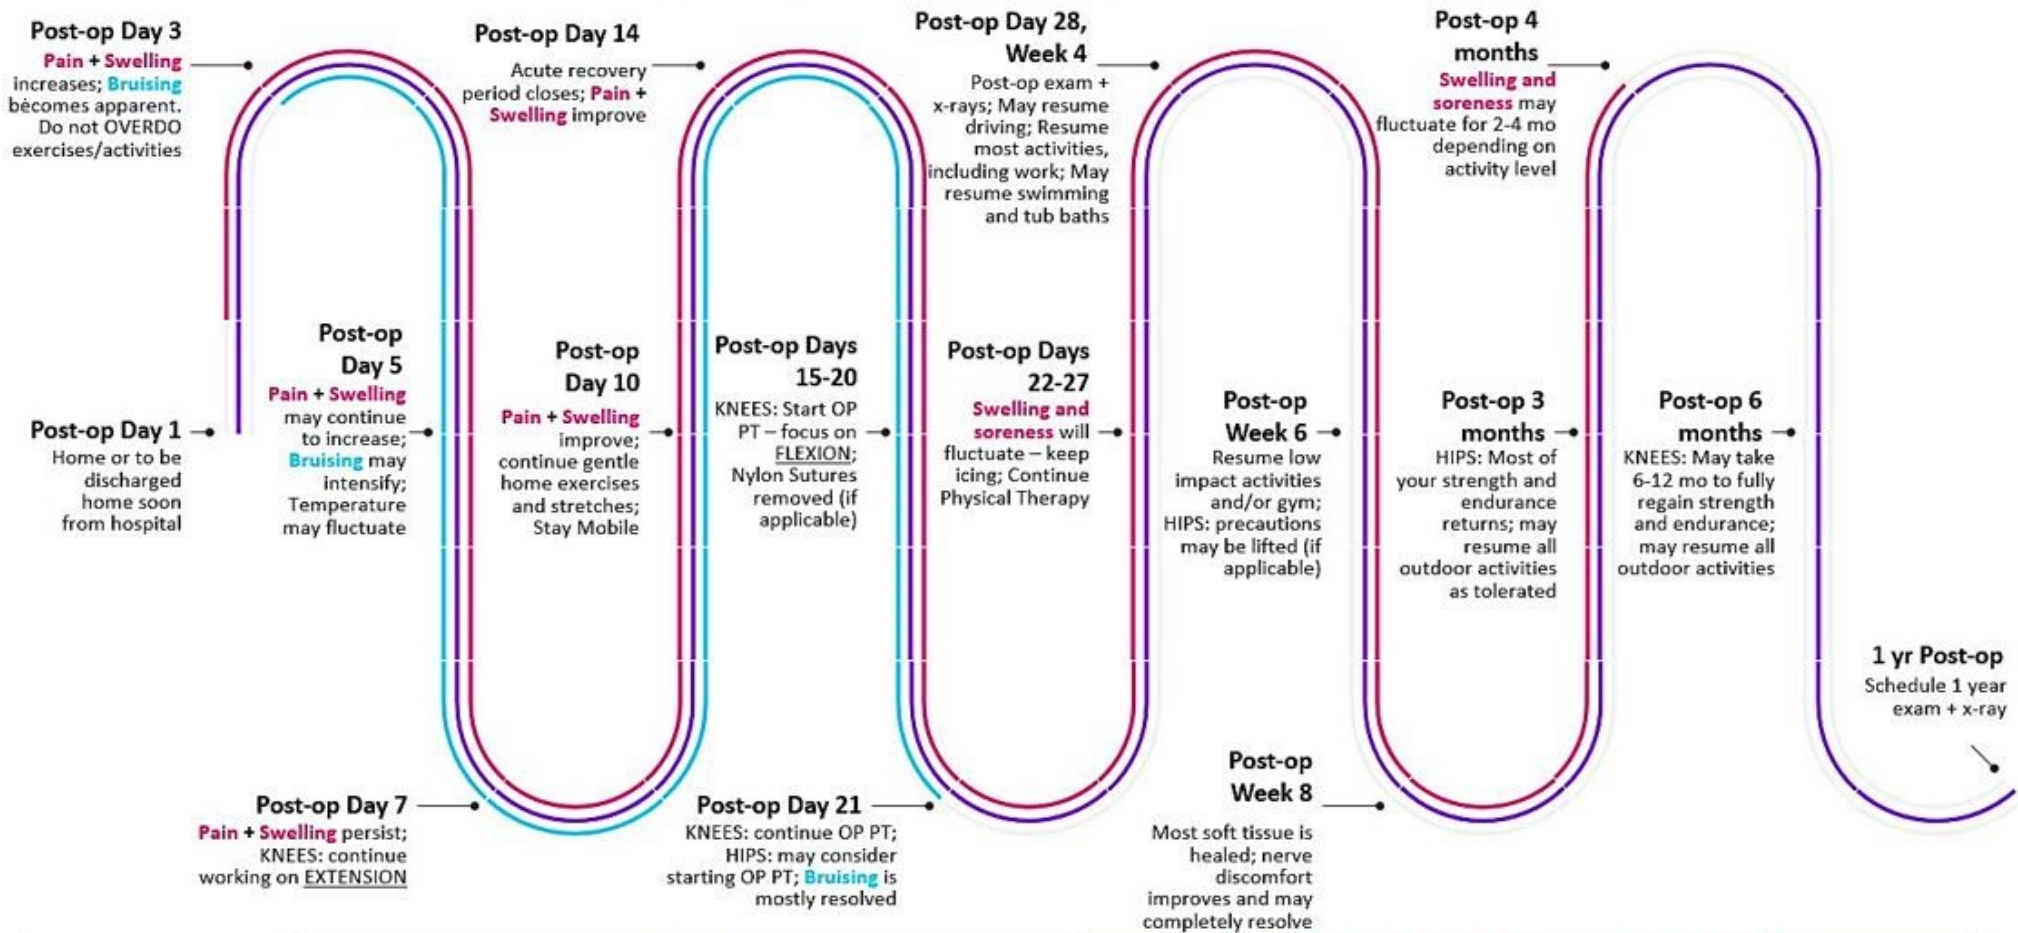 Post-op Day 3
Pain + Swelling
increases; Bruising
becomes apparent.
Do not OVERDO
exercises/activities
Post-op Day 1
Home or to be
discharged
home soon
from hospital
Post-op
Day 5
Pain + Swelling
may continue
to increase;
Bruising may
intensify;
Temperature
may fluctuate
Post-op Day 7
Pain + Swelling persist;
KNEES: continue
working on EXTENSION
Post-op Day 14
Acute recovery
period closes; Pain +
Swelling improve
Post-op
Day 10
Pain + Swelling
improve;
continue gentle
home exercises
and stretches;
Stay Mobile
Post-op Days
15-20
KNEES: Start OP
PT – focus on
FLEXION;
Nylon Sutures
removed (if
applicable)
Post-op Day 21
KNEES: continue OP PT;
HIPS: may consider
starting OP PT; Bruising is
mostly resolved
Post-op Day 28,
Week 4
Post-op exam +
x-rays; May resume
driving; Resume
most activities,
including work; May
resume swimming
and tub baths
Post-op Days
22-27
Swelling and
soreness will
fluctuate – keep
icing; Continue
Physical Therapy
Post-op
Week 6
Resume low
impact activities
and/or gym;
HIPS: precautions
may be lifted (if
applicable)
Post-op
Week 8
Most soft tissue is
healed; nerve
discomfort
improves and may
completely resolve
Post-op 4
months
Swelling and
soreness may
fluctuate for 2-4 mo
depending on
activity level
Post-op 3
months
HIPS: Most of
your strength and
endurance
returns; may
resume all
outdoor activities
as tolerated
Post-op 6
months
KNEES: May take
6-12 mo to fully
regain strength
and endurance;
may resume all
outdoor activities
1 yr Post-op
Schedule 1 year
exam + x-ray